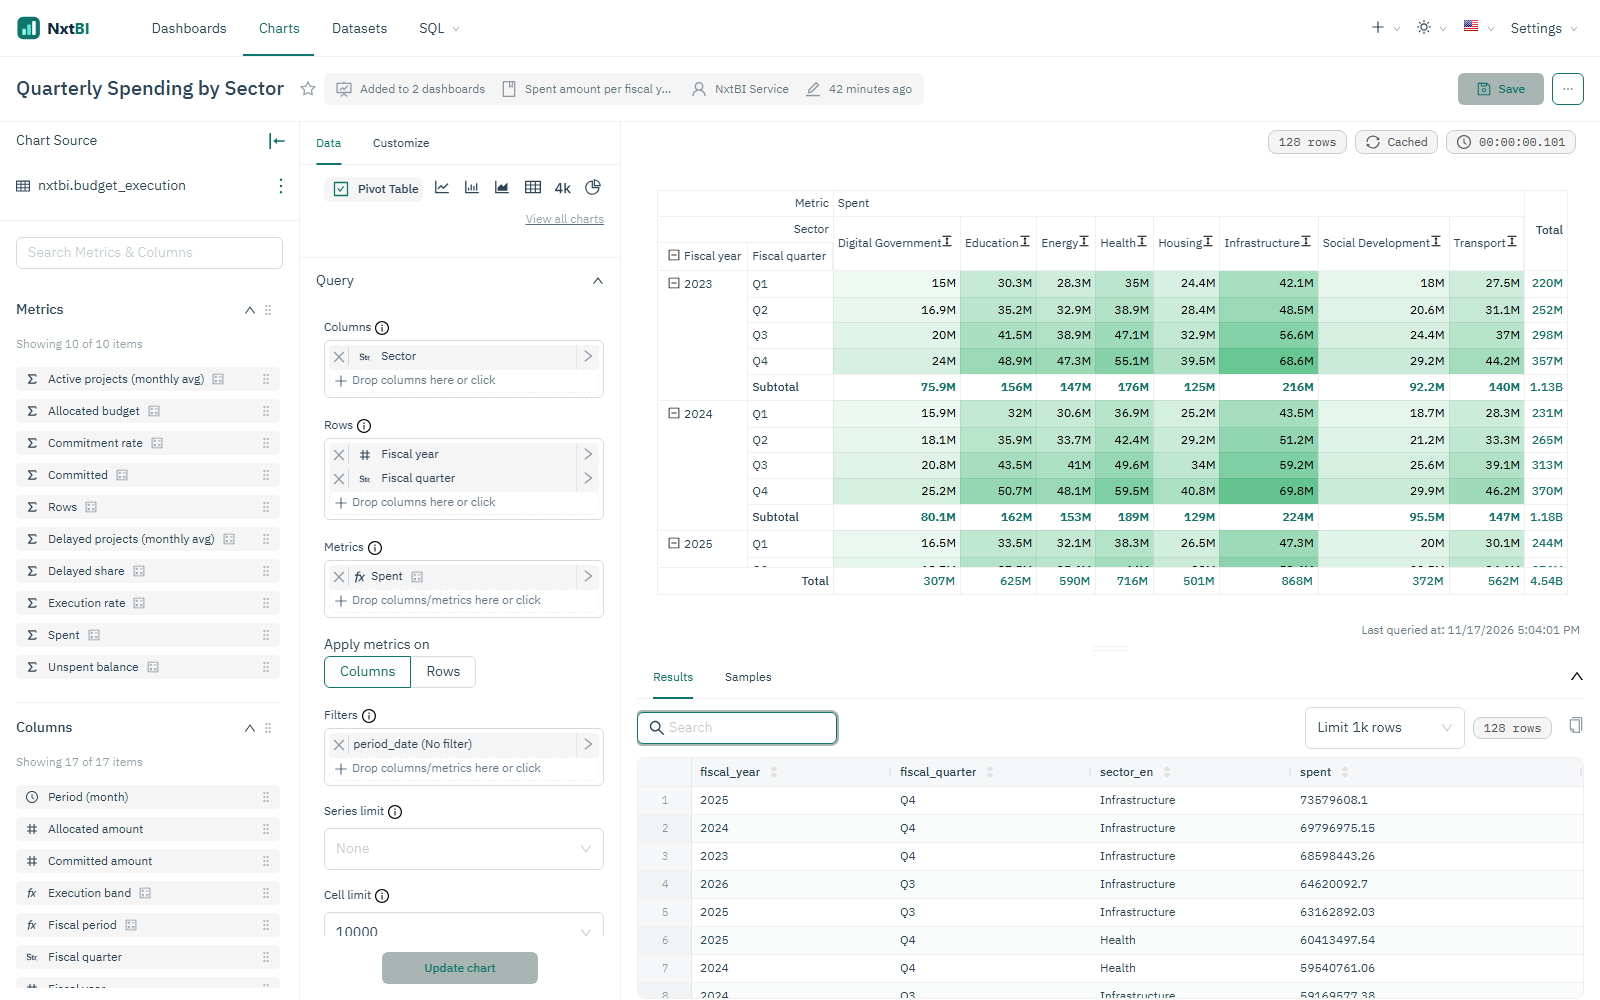 NxtBI
Dashboards
Charts
Datasets
SQL
Settings
Quarterly Spending by Sector
Added to 2 dashboards
Spent amount per fiscal y...
NxtBI Service
42 minutes ago
Save
Chart Source
nxtbi.budget_execution
Search Metrics & Columns
Metrics
Showing 10 of 10 items
Active projects (monthly avg)
Allocated budget
Commitment rate
Committed
Rows
Delayed projects (monthly avg)
Delayed share
Execution rate
Spent
Unspent balance
Columns
Showing 17 of 17 items
Period (month)
Allocated amount
Committed amount
fx Execution band
fx Fiscal period
Str. Fiscal quarter
Data
Customize
Pivot Table
4k
View all charts
Query
Columns
Str. Sector
Drop columns here or click
Rows
# Fiscal year
Str. Fiscal quarter
Drop columns here or click
Metrics
fx Spent
Drop columns/metrics here or click
Apply metrics on
Columns Rows
Filters
period_date (No filter)
Drop columns/metrics here or click
Series limit
None
Cell limit
10000
Update chart
128 rows
Cached
00:00:00.101
Metric Spent
Sector Digital Government Education Energy Health Housing Infrastructure Social Development Transport Total
Fiscal year Fiscal quarter
2023 Q1 15M 30.3M 28.3M 35M 24.4M 42.1M 18M 27.5M 220M
Q2 16.9M 35.2M 32.9M 38.9M 28.4M 48.5M 20.6M 31.1M 252M
Q3 20M 41.5M 38.9M 47.1M 32.9M 56.6M 24.4M 37M 298M
Q4 24M 48.9M 47.3M 55.1M 39.5M 68.6M 29.2M 44.2M 357M
Subtotal 75.9M 156M 147M 176M 125M 216M 92.2M 140M 1.13B
2024 Q1 15.9M 32M 30.6M 36.9M 25.2M 43.5M 18.7M 28.3M 231M
Q2 18.1M 35.9M 33.7M 42.4M 29.2M 51.2M 21.2M 33.3M 265M
Q3 20.8M 43.5M 41M 49.6M 34M 59.2M 25.6M 39.1M 313M
Q4 25.2M 50.7M 48.1M 59.5M 40.8M 69.8M 29.9M 46.2M 370M
Subtotal 80.1M 162M 153M 189M 129M 224M 95.5M 147M 1.18B
2025 Q1 16.5M 33.5M 32.1M 38.3M 26.5M 47.3M 20M 30.1M 244M
Total 307M 625M 590M 716M 501M 868M 372M 562M 4.54B
Last queried at: 11/17/2026 5:04:01 PM
Results
Samples
Search
Limit 1k rows
128 rows
fiscal_year fiscal_quarter sector_en spent
1 2025 Q4 Infrastructure 73579608.1
2 2024 Q4 Infrastructure 69796975.15
3 2023 Q4 Infrastructure 68598443.26
4 2026 Q3 Infrastructure 64620092.7
5 2025 Q3 Infrastructure 63162892.03
6 2025 Q4 Health 60413497.54
7 2024 Q4 Health 59540761.06
8 2024 Q3 Infrastructure 59169577.38